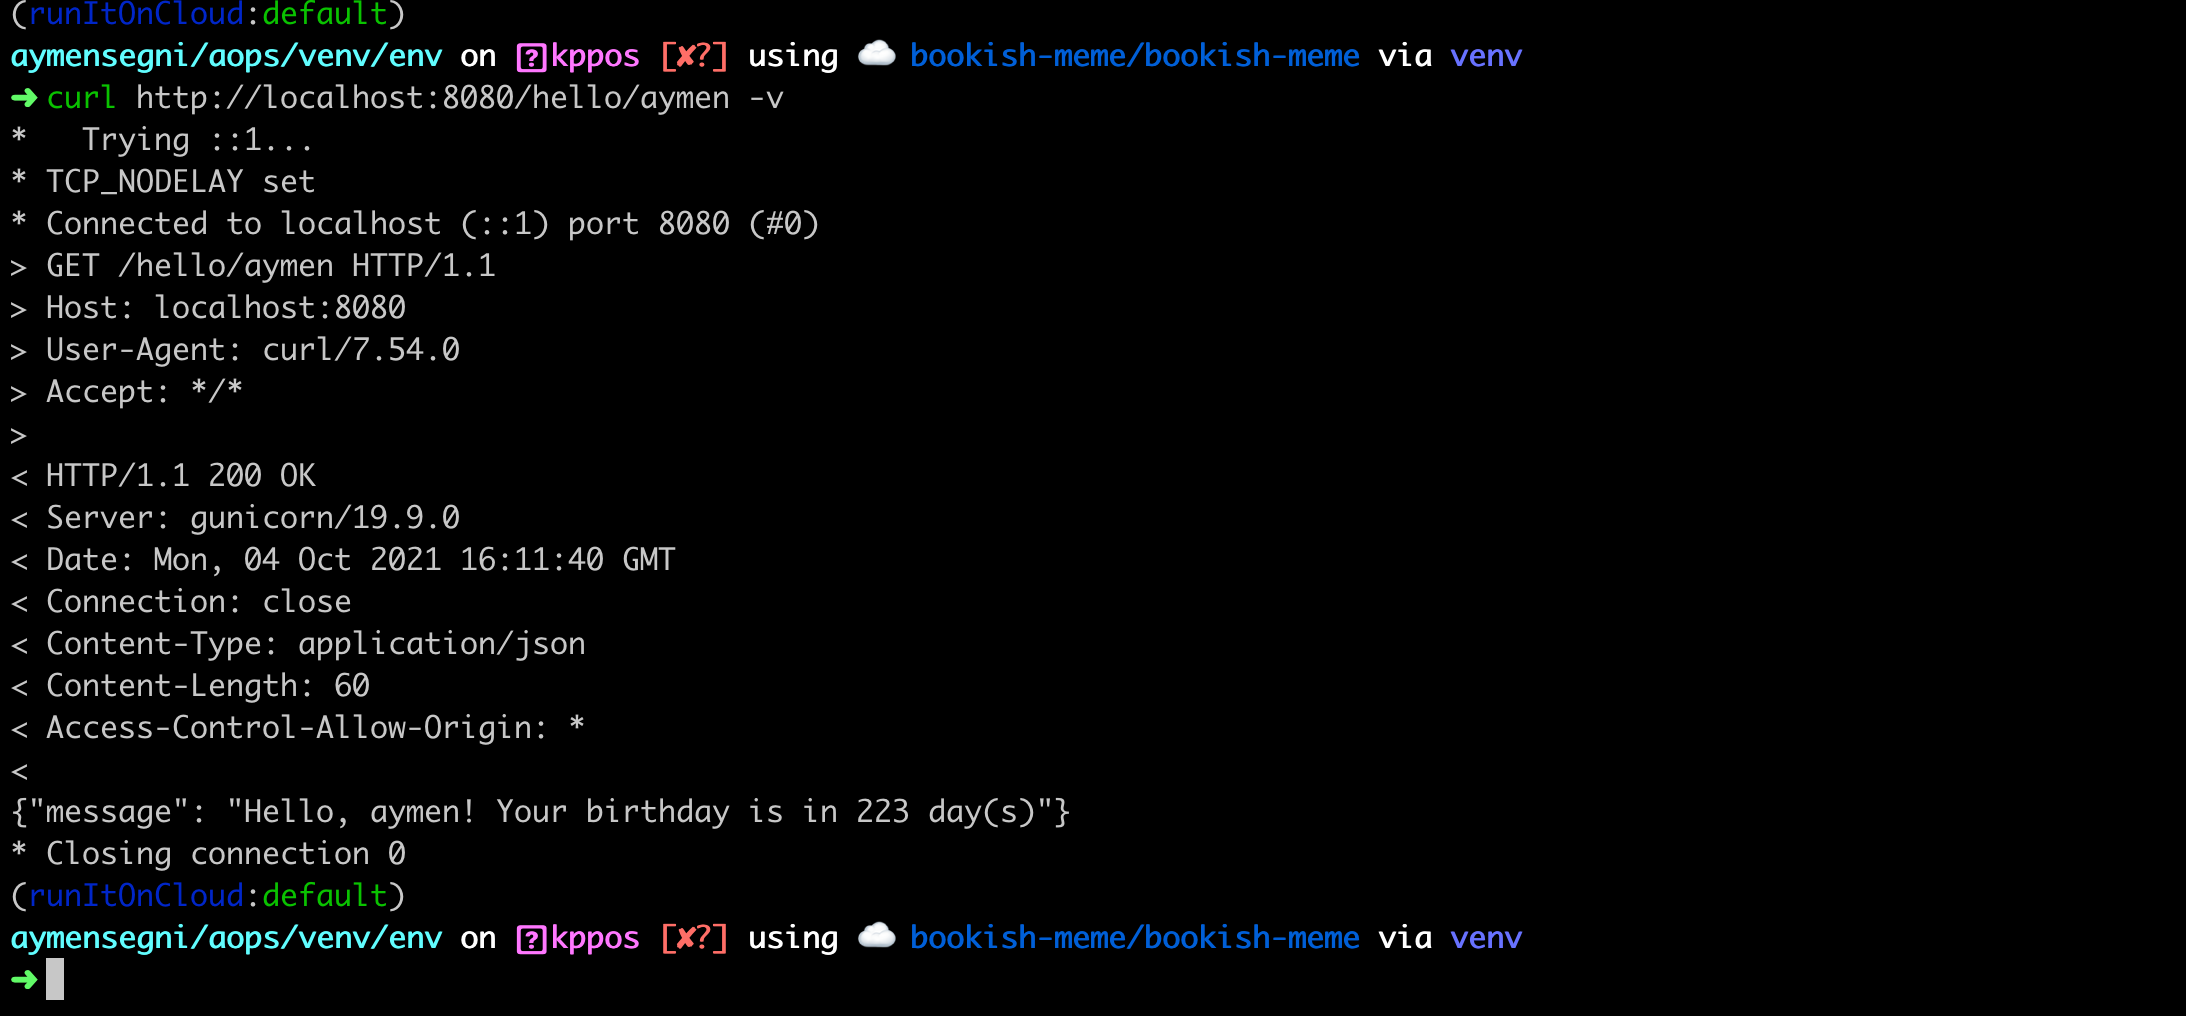 (runItOnCloud:default)
aymensegni/aops/venv/env on ⍰kppos [✘?] using ☁️ bookish-meme/bookish-meme via venv
➜ curl http://localhost:8080/hello/aymen -v
*   Trying ::1...
* TCP_NODELAY set
* Connected to localhost (::1) port 8080 (#0)
> GET /hello/aymen HTTP/1.1
> Host: localhost:8080
> User-Agent: curl/7.54.0
> Accept: */*
>
< HTTP/1.1 200 OK
< Server: gunicorn/19.9.0
< Date: Mon, 04 Oct 2021 16:11:40 GMT
< Connection: close
< Content-Type: application/json
< Content-Length: 60
< Access-Control-Allow-Origin: *
<
{"message": "Hello, aymen! Your birthday is in 223 day(s)"}
* Closing connection 0
(runItOnCloud:default)
aymensegni/aops/venv/env on ⍰kppos [✘?] using ☁️ bookish-meme/bookish-meme via venv
➜